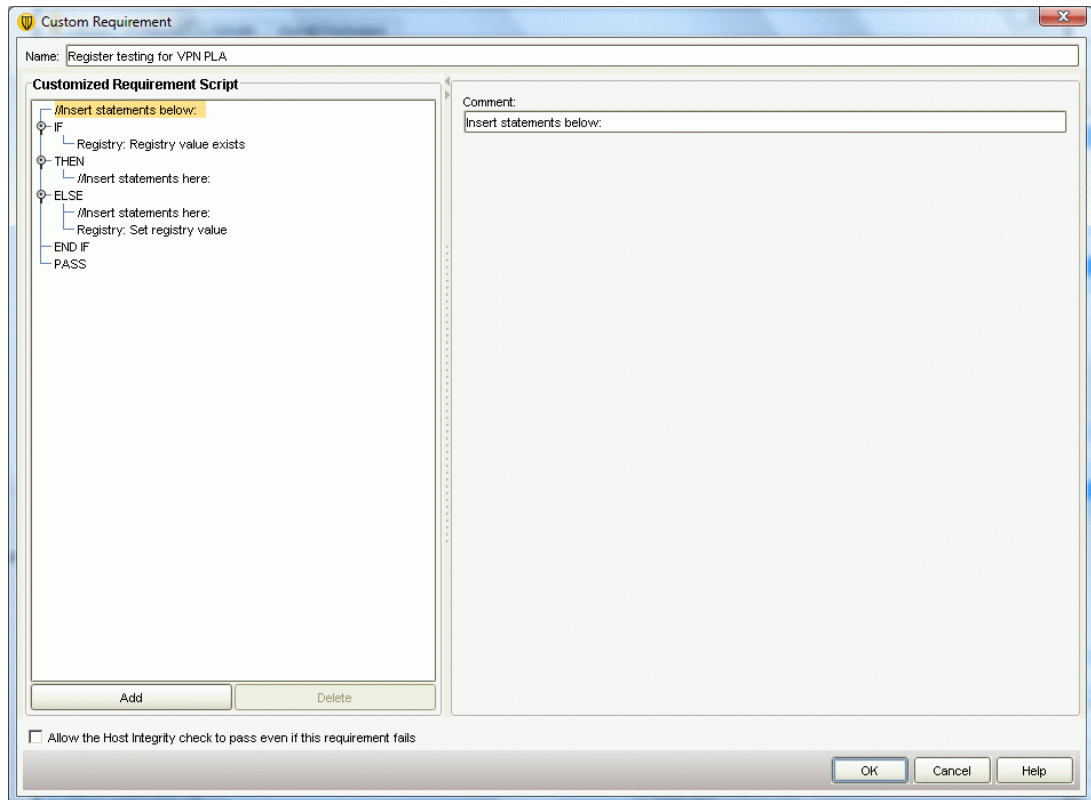 Custom Requirement
Name: Register testing for VPN PLA
Customized Requirement Script
//Insert statements below:
IF
Registry: Registry value exists
THEN
//Insert statements here:
ELSE
//Insert statements here:
Registry: Set registry value
END IF
PASS
Add
Delete
Comment:
Insert statements below:
Allow the Host Integrity check to pass even if this requirement fails
OK
Cancel
Help